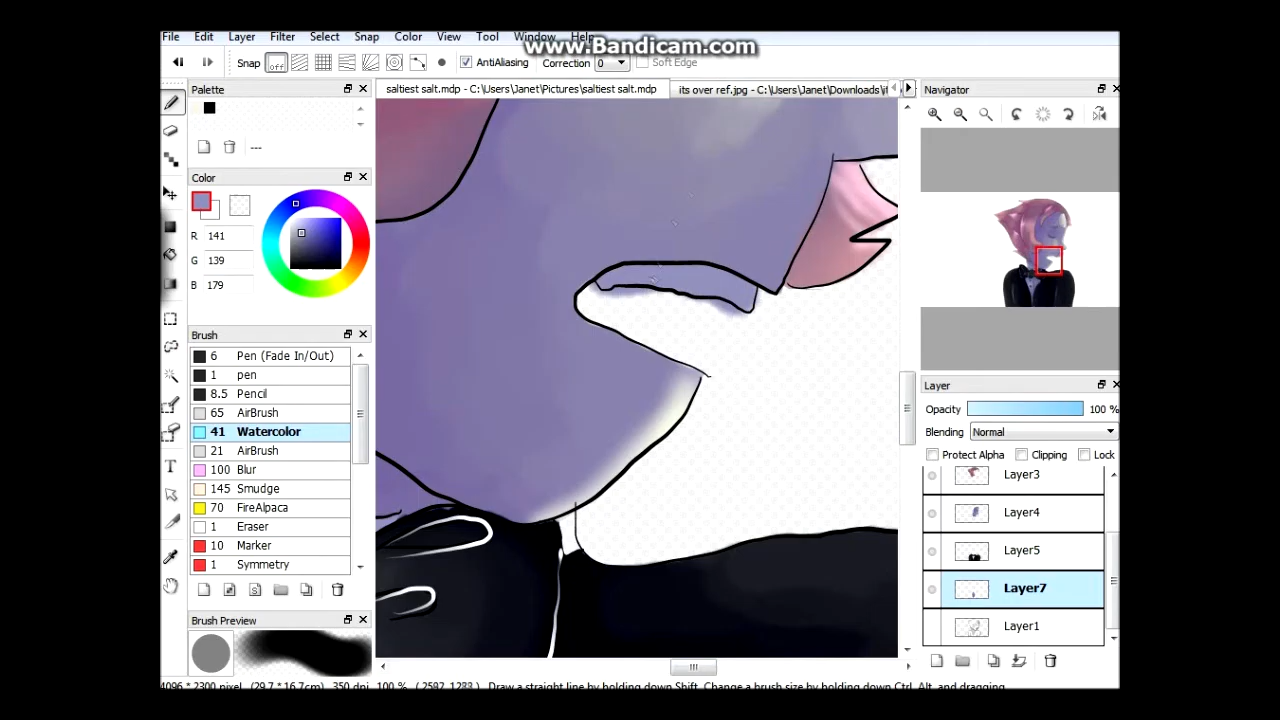 File Edit Layer Filter Select Snap Color View Tool Window Help
www.Bandicam.com
Snap off AntiAliasing Correction 0 Soft Edge
Palette
saltiest salt.mdp - C:\Users\Janet\Pictures\saltiest salt.mdp
its over ref.jpg - C:\Users\Janet\Downloads\it
Navigator
---
Color
R 141
G 139
B 179
Brush
6 Pen (Fade In/Out)
1 pen
8.5 Pencil
65 AirBrush
41 Watercolor
21 AirBrush
100 Blur
145 Smudge
70 FireAlpaca
1 Eraser
10 Marker
1 Symmetry
Brush Preview
Layer
Opacity 100 %
Blending Normal
Protect Alpha Clipping Lock
Layer3
Layer4
Layer5
Layer7
Layer1
4096 * 2300 pixel (29.7 * 16.7cm) 350 dpi 100 % Draw a straight line by holding down Shift, Change a brush size by holding down Ctrl, Alt, and dragging